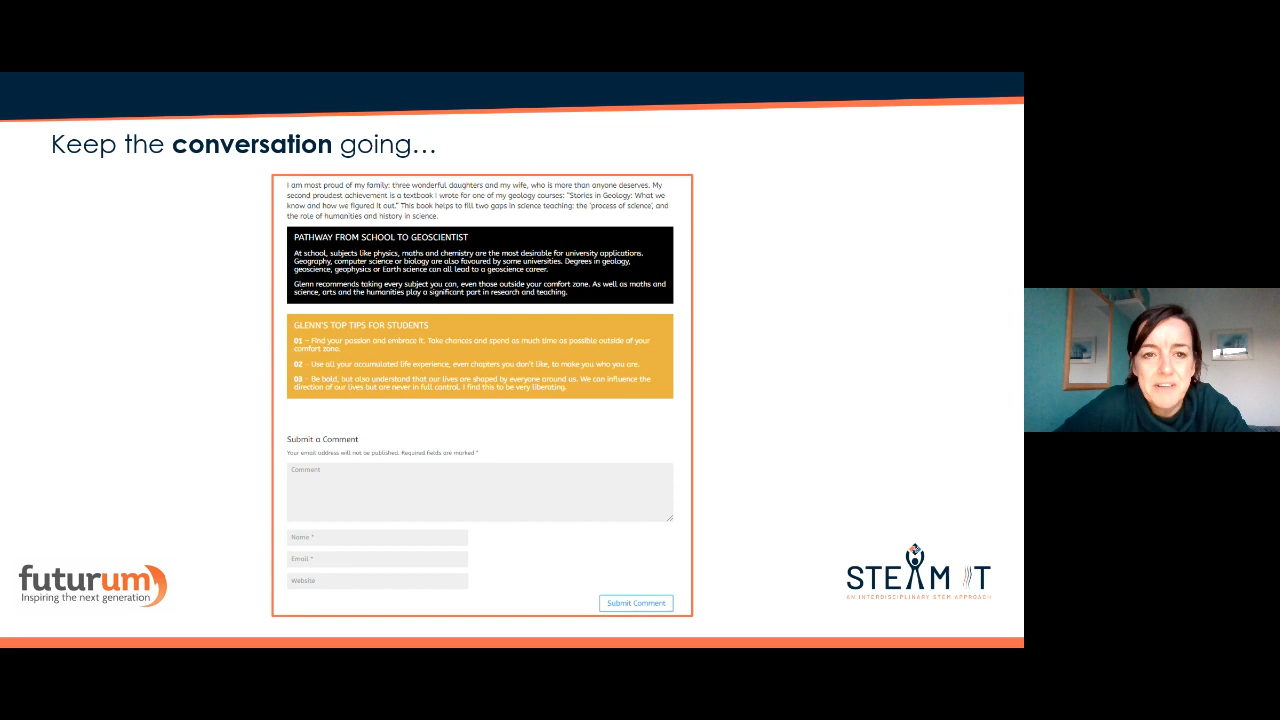 Keep the conversation going…
I am most proud of my family: three wonderful daughters and my wife, who is more than anyone deserves. My
second proudest achievement is a textbook I wrote for one of my geology courses: “Stories in Geology: What we
know and how we figured it out.” This book helps to fill two gaps in science teaching: the ‘process of science’, and
the role of humanities and history in science.
PATHWAY FROM SCHOOL TO GEOSCIENTIST
At school, subjects like physics, maths and chemistry are the most desirable for university applications.
Geography, computer science or biology are also favoured by some universities. Degrees in geology,
geoscience, geophysics or Earth science can all lead to a geoscience career.
Glenn recommends taking every subject you can, even those outside your comfort zone. As well as maths and
science, arts and the humanities play a significant part in research and teaching.
GLENN’S TOP TIPS FOR STUDENTS
01 – Find your passion and embrace it. Take chances and spend as much time as possible outside of your
comfort zone.
02 – Use all your accumulated life experience, even chapters you don’t like, to make you who you are.
03 – Be bold, but also understand that our lives are shaped by everyone around us. We can influence the
direction of our lives but are never in full control. I find this to be very liberating.
Submit a Comment
Your email address will not be published. Required fields are marked *
Comment
Name *
Email *
Website
Submit Comment
futurum
Inspiring the next generation
STEAM IT
AN INTERDISCIPLINARY STEM APPROACH